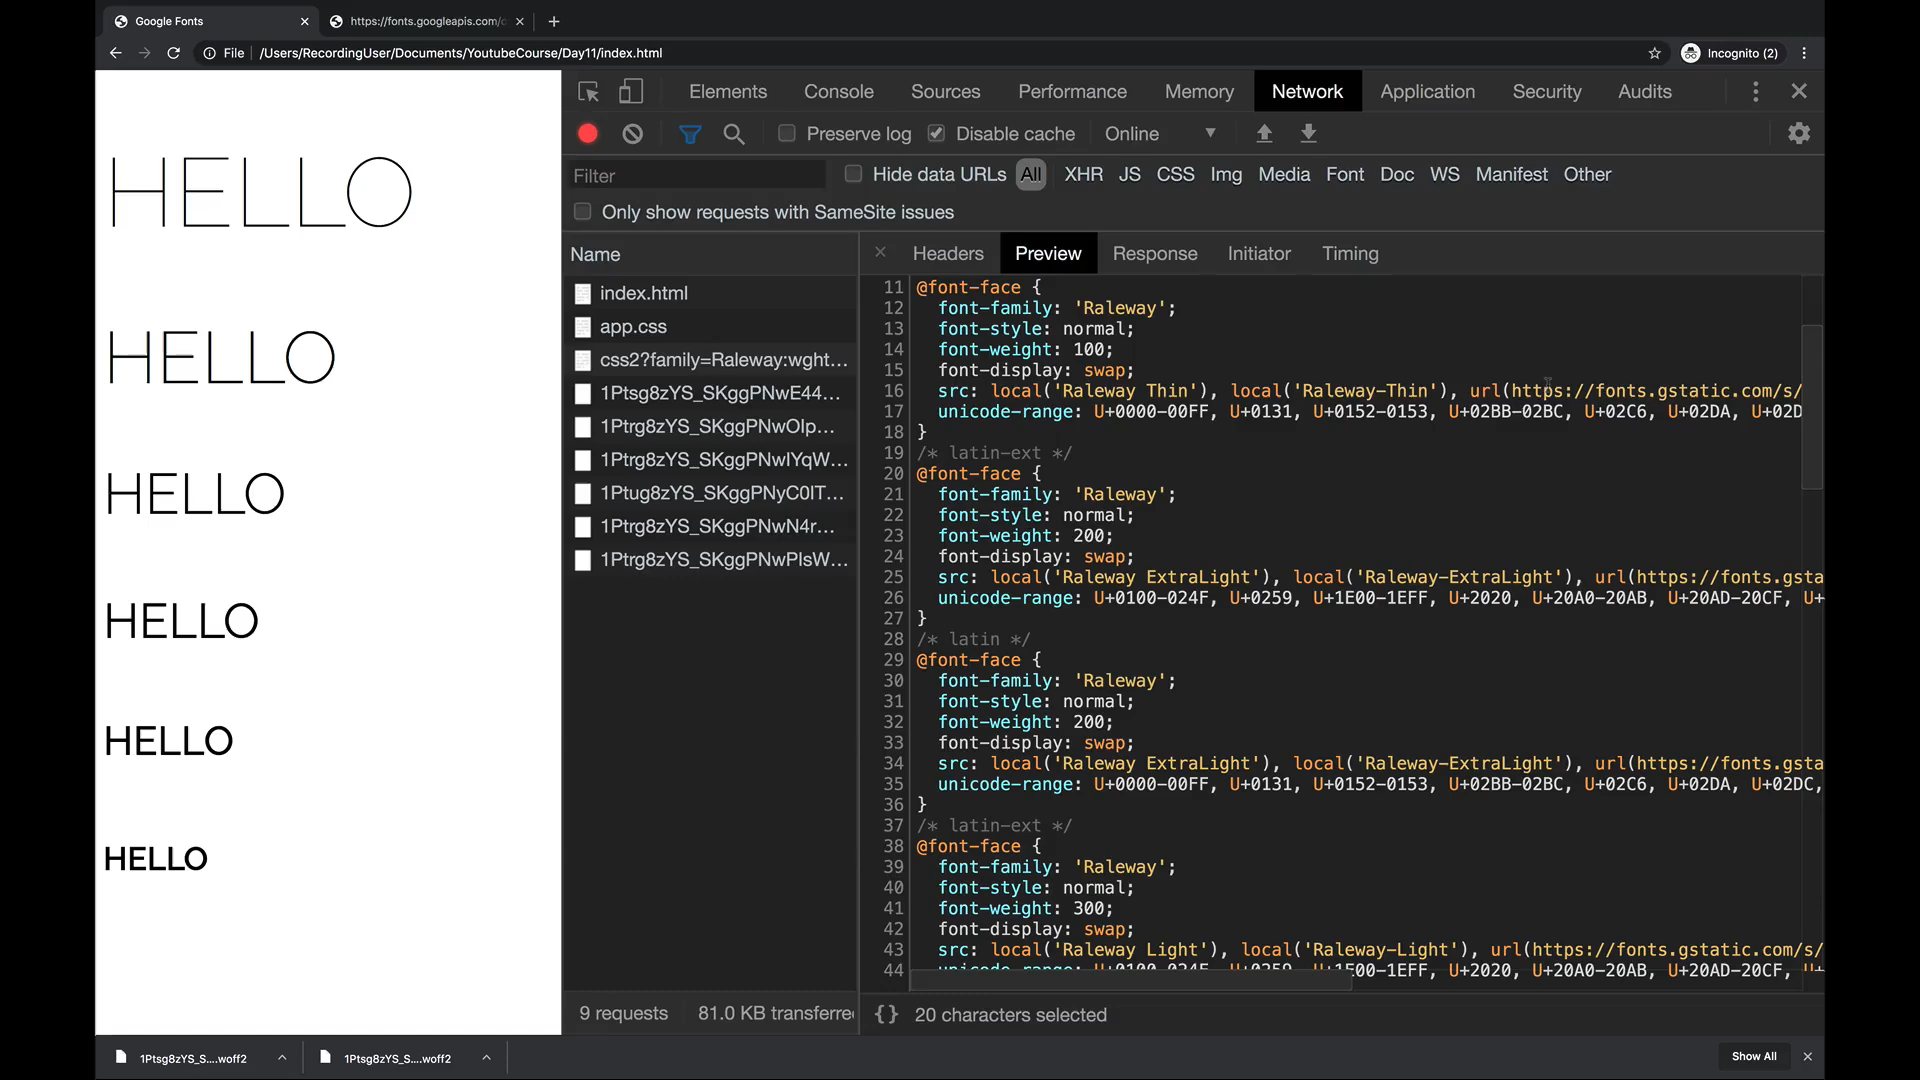 Google Fonts
https://fonts.googleapis.com/c
File /Users/RecordingUser/Documents/YoutubeCourse/Day11/index.html
Incognito (2)
HELLO
HELLO
HELLO
HELLO
HELLO
HELLO
Elements Console Sources Performance Memory Network Application Security Audits
Preserve log Disable cache Online
Filter Hide data URLs All XHR JS CSS Img Media Font Doc WS Manifest Other
Only show requests with SameSite issues
Name
index.html
app.css
css2?family=Raleway:wght...
1Ptsg8zYS_SKggPNwE44...
1Ptrg8zYS_SKggPNwOIp...
1Ptrg8zYS_SKggPNwIYqW...
1Ptug8zYS_SKggPNyC0IT...
1Ptrg8zYS_SKggPNwN4r...
1Ptrg8zYS_SKggPNwPIsW...
9 requests 81.0 KB transferre
Headers Preview Response Initiator Timing
11 @font-face {
12 font-family: 'Raleway';
13 font-style: normal;
14 font-weight: 100;
15 font-display: swap;
16 src: local('Raleway Thin'), local('Raleway-Thin'), url(https://fonts.gstatic.com/s/
17 unicode-range: U+0000-00FF, U+0131, U+0152-0153, U+02BB-02BC, U+02C6, U+02DA, U+02D
18 }
19 /* latin-ext */
20 @font-face {
21 font-family: 'Raleway';
22 font-style: normal;
23 font-weight: 200;
24 font-display: swap;
25 src: local('Raleway ExtraLight'), local('Raleway-ExtraLight'), url(https://fonts.gsta
26 unicode-range: U+0100-024F, U+0259, U+1E00-1EFF, U+2020, U+20A0-20AB, U+20AD-20CF, U+
27 }
28 /* latin */
29 @font-face {
30 font-family: 'Raleway';
31 font-style: normal;
32 font-weight: 200;
33 font-display: swap;
34 src: local('Raleway ExtraLight'), local('Raleway-ExtraLight'), url(https://fonts.gsta
35 unicode-range: U+0000-00FF, U+0131, U+0152-0153, U+02BB-02BC, U+02C6, U+02DA, U+02DC,
36 }
37 /* latin-ext */
38 @font-face {
39 font-family: 'Raleway';
40 font-style: normal;
41 font-weight: 300;
42 font-display: swap;
43 src: local('Raleway Light'), local('Raleway-Light'), url(https://fonts.gstatic.com/s/
44 unicode-range: U+0100-024F, U+0259, U+1E00-1EFF, U+2020, U+20A0-20AB, U+20AD-20CF, U+
{} 20 characters selected
1Ptsg8zYS_S....woff2
1Ptsg8zYS_S....woff2
Show All